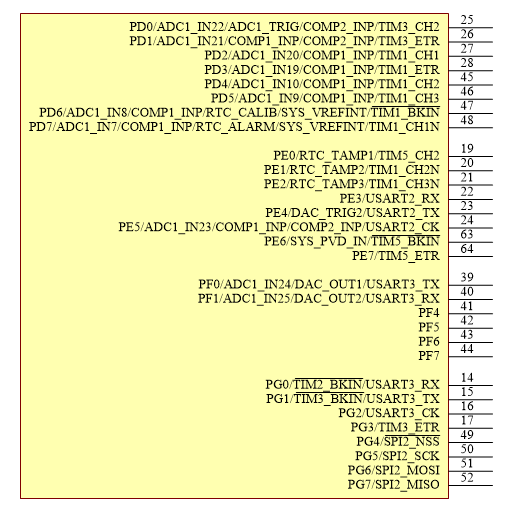 PD0/ADC1_IN22/ADC1_TRIG/COMP2_INP/TIM3_CH2 25
PD1/ADC1_IN21/COMP1_INP/COMP2_INP/TIM3_ETR 26
PD2/ADC1_IN20/COMP1_INP/TIM1_CH1 27
PD3/ADC1_IN19/COMP1_INP/TIM1_ETR 28
PD4/ADC1_IN10/COMP1_INP/TIM1_CH2 45
PD5/ADC1_IN9/COMP1_INP/TIM1_CH3 46
PD6/ADC1_IN8/COMP1_INP/RTC_CALIB/SYS_VREFINT/TIM1_BKIN 47
PD7/ADC1_IN7/COMP1_INP/RTC_ALARM/SYS_VREFINT/TIM1_CH1N 48
PE0/RTC_TAMP1/TIM5_CH2 19
PE1/RTC_TAMP2/TIM1_CH2N 20
PE2/RTC_TAMP3/TIM1_CH3N 21
PE3/USART2_RX 22
PE4/DAC_TRIG2/USART2_TX 23
PE5/ADC1_IN23/COMP1_INP/COMP2_INP/USART2_CK 24
PE6/SYS_PVD_IN/TIM5_BKIN 63
PE7/TIM5_ETR 64
PF0/ADC1_IN24/DAC_OUT1/USART3_TX 39
PF1/ADC1_IN25/DAC_OUT2/USART3_RX 40
PF4 41
PF5 42
PF6 43
PF7 44
PG0/TIM2_BKIN/USART3_RX 14
PG1/TIM3_BKIN/USART3_TX 15
PG2/USART3_CK 16
PG3/TIM3_ETR 17
PG4/SPI2_NSS 49
PG5/SPI2_SCK 50
PG6/SPI2_MOSI 51
PG7/SPI2_MISO 52